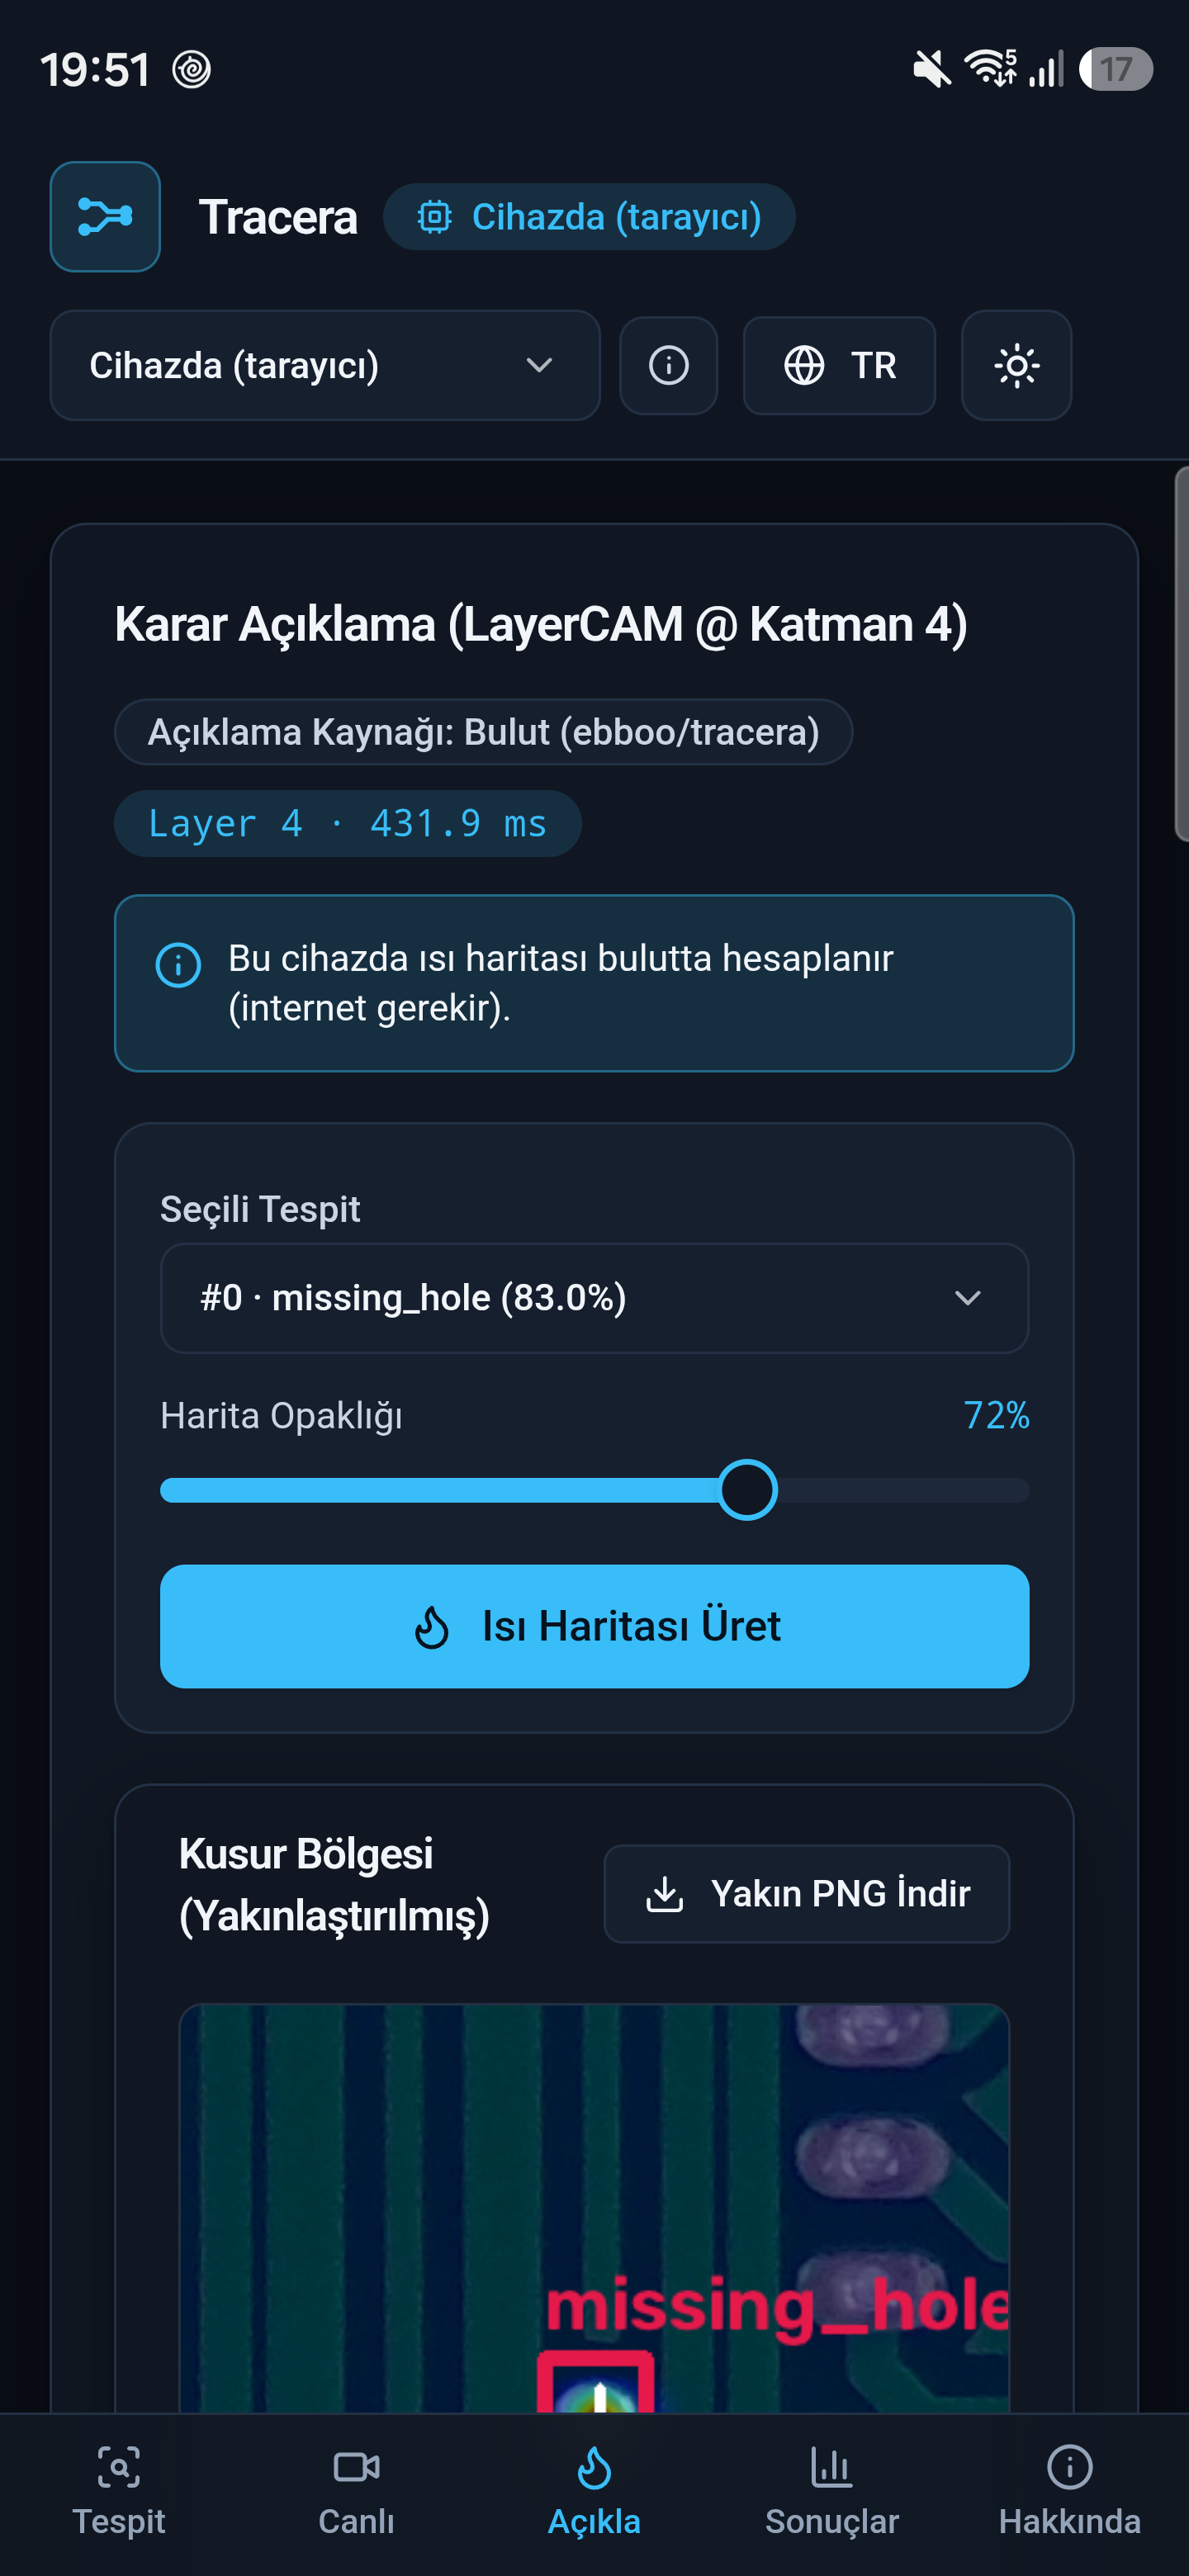 19:51
5
17
Tracera
Cihazda (tarayıcı)
Cihazda (tarayıcı)
TR
Karar Açıklama (LayerCAM @ Katman 4)
Açıklama Kaynağı: Bulut (ebboo/tracera)
Layer 4 · 431.9 ms
Bu cihazda ısı haritası bulutta hesaplanır
(internet gerekir).
Seçili Tespit
#0 · missing_hole (83.0%)
Harita Opaklığı
72%
Isı Haritası Üret
Kusur Bölgesi
(Yakınlaştırılmış)
Yakın PNG İndir
missing_hole
Tespit
Canlı
Açıkla
Sonuçlar
Hakkında